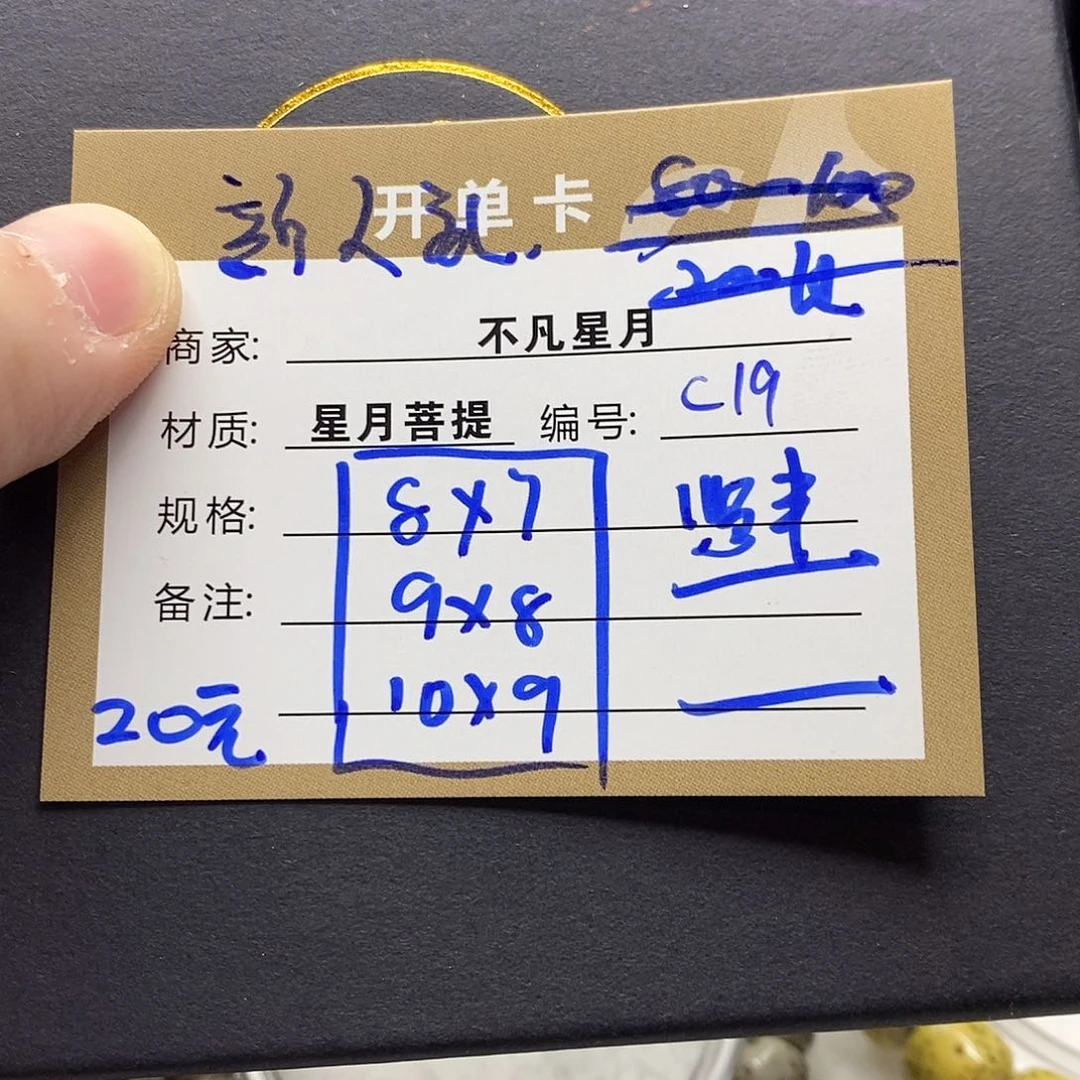 开单卡
新人礼.
商家: 不凡星月
材质: 星月菩提 编号: C19
规格: 8X7
备注: 9x8
10x9
20元